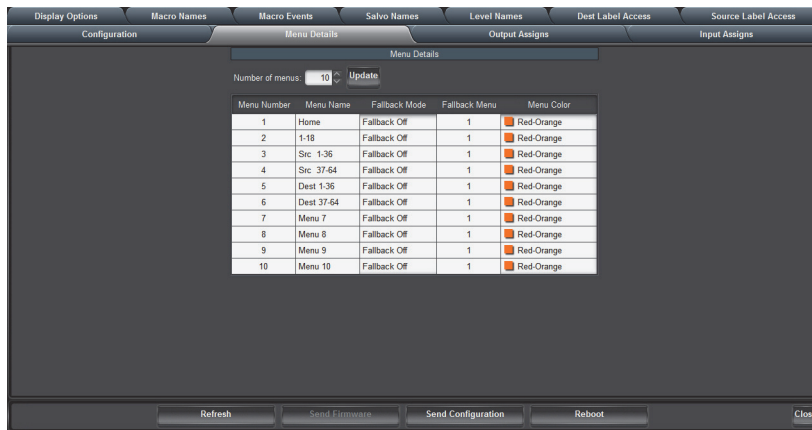 Display Options Macro Names Macro Events Salvo Names Level Names Dest Label Access Source Label Access
Configuration Menu Details Output Assigns Input Assigns
Menu Details
Number of menus: 10 Update
Menu Number Menu Name Fallback Mode Fallback Menu Menu Color
1 Home Fallback Off 1 Red-Orange
2 1-18 Fallback Off 1 Red-Orange
3 Src 1-36 Fallback Off 1 Red-Orange
4 Src 37-64 Fallback Off 1 Red-Orange
5 Dest 1-36 Fallback Off 1 Red-Orange
6 Dest 37-64 Fallback Off 1 Red-Orange
7 Menu 7 Fallback Off 1 Red-Orange
8 Menu 8 Fallback Off 1 Red-Orange
9 Menu 9 Fallback Off 1 Red-Orange
10 Menu 10 Fallback Off 1 Red-Orange
Refresh Send Firmware Send Configuration Reboot Clos